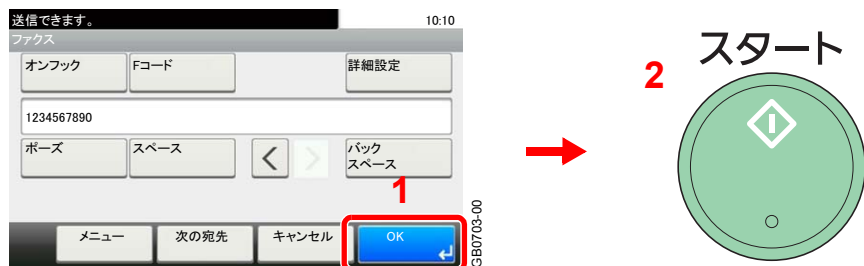 送信できます。
10:10
ファクス
オンフック
Fコード
詳細設定
1234567890
ポーズ
スペース
バック
スペース
1
メニュー
次の宛先
キャンセル
OK
GB0703-00
2
スタート